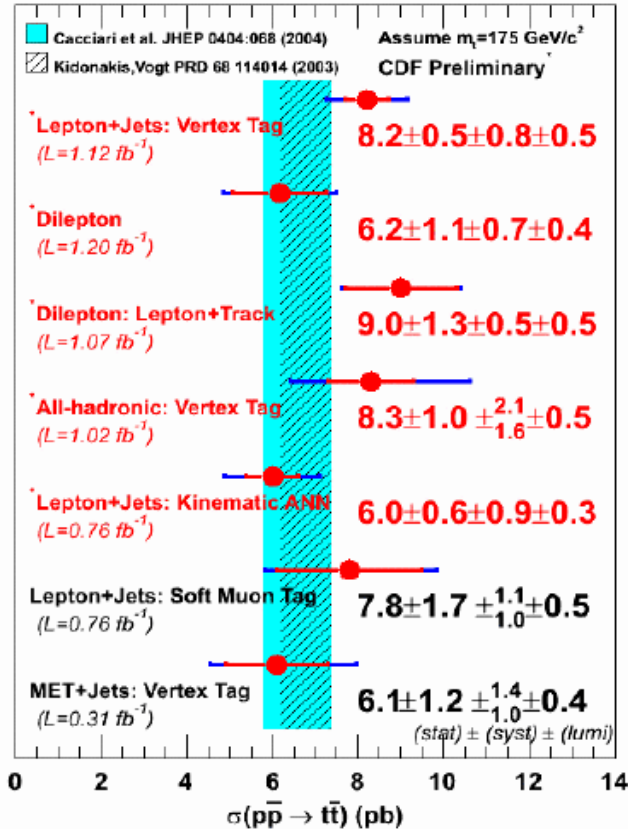 Cacciari et al. JHEP 0404:068 (2004) Assume mₜ=175 GeV/c²
Kidonakis,Vogt PRD 68 114014 (2003) CDF Preliminary*
*Lepton+Jets: Vertex Tag 8.2±0.5±0.8±0.5
(L=1.12 fb⁻¹)
*Dilepton 6.2±1.1±0.7±0.4
(L=1.20 fb⁻¹)
*Dilepton: Lepton+Track 9.0±1.3±0.5±0.5
(L=1.07 fb⁻¹)
*All-hadronic: Vertex Tag 8.3±1.0 ± 2.1 1.6 ±0.5
(L=1.02 fb⁻¹)
*Lepton+Jets: Kinematic ANN 6.0±0.6±0.9±0.3
(L=0.76 fb⁻¹)
Lepton+Jets: Soft Muon Tag 7.8±1.7 ± 1.1 1.0 ±0.5
(L=0.76 fb⁻¹)
MET+Jets: Vertex Tag 6.1±1.2 ± 1.4 1.0 ±0.4
(L=0.31 fb⁻¹) (stat) ± (syst) ± (lumi)
0 2 4 6 8 10 12 14
σ(pp̅ → tt̅) (pb)